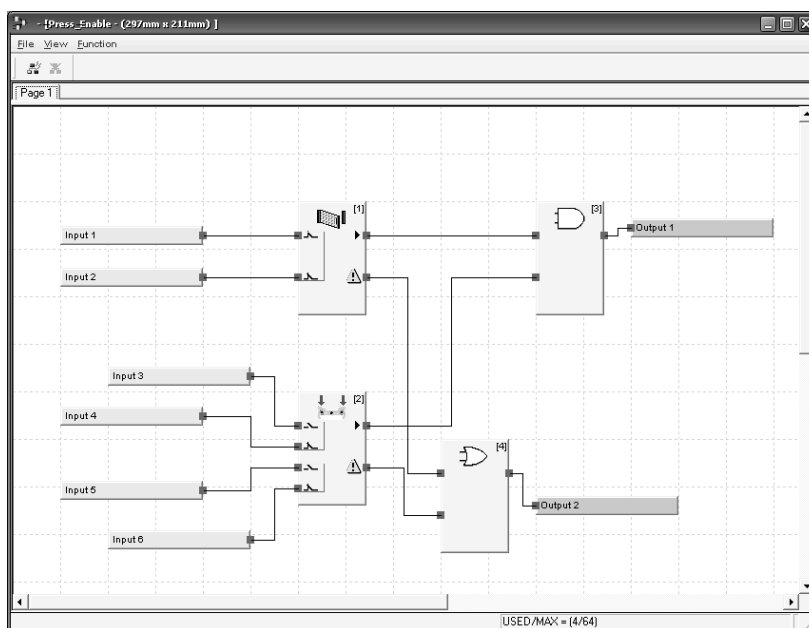 - [Press_Enable - (297mm x 211mm) ]
File View Function
Page 1
[1]
[3]
Input 1
Output 1
Input 2
Input 3
[2]
Input 4
[4]
Input 5
Output 2
Input 6
USED/MAX = (4/64)